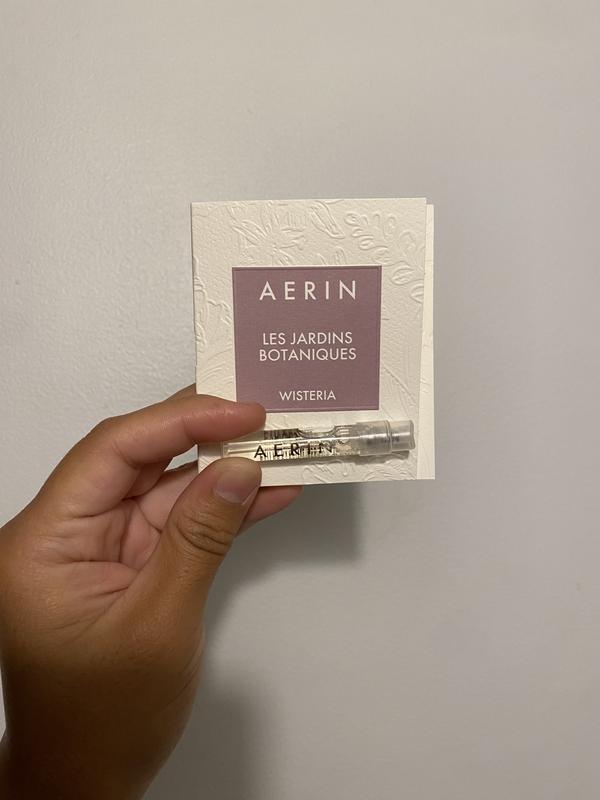 AERIN
LES JARDINS
BOTANIQUES
WISTERIA
AERIN